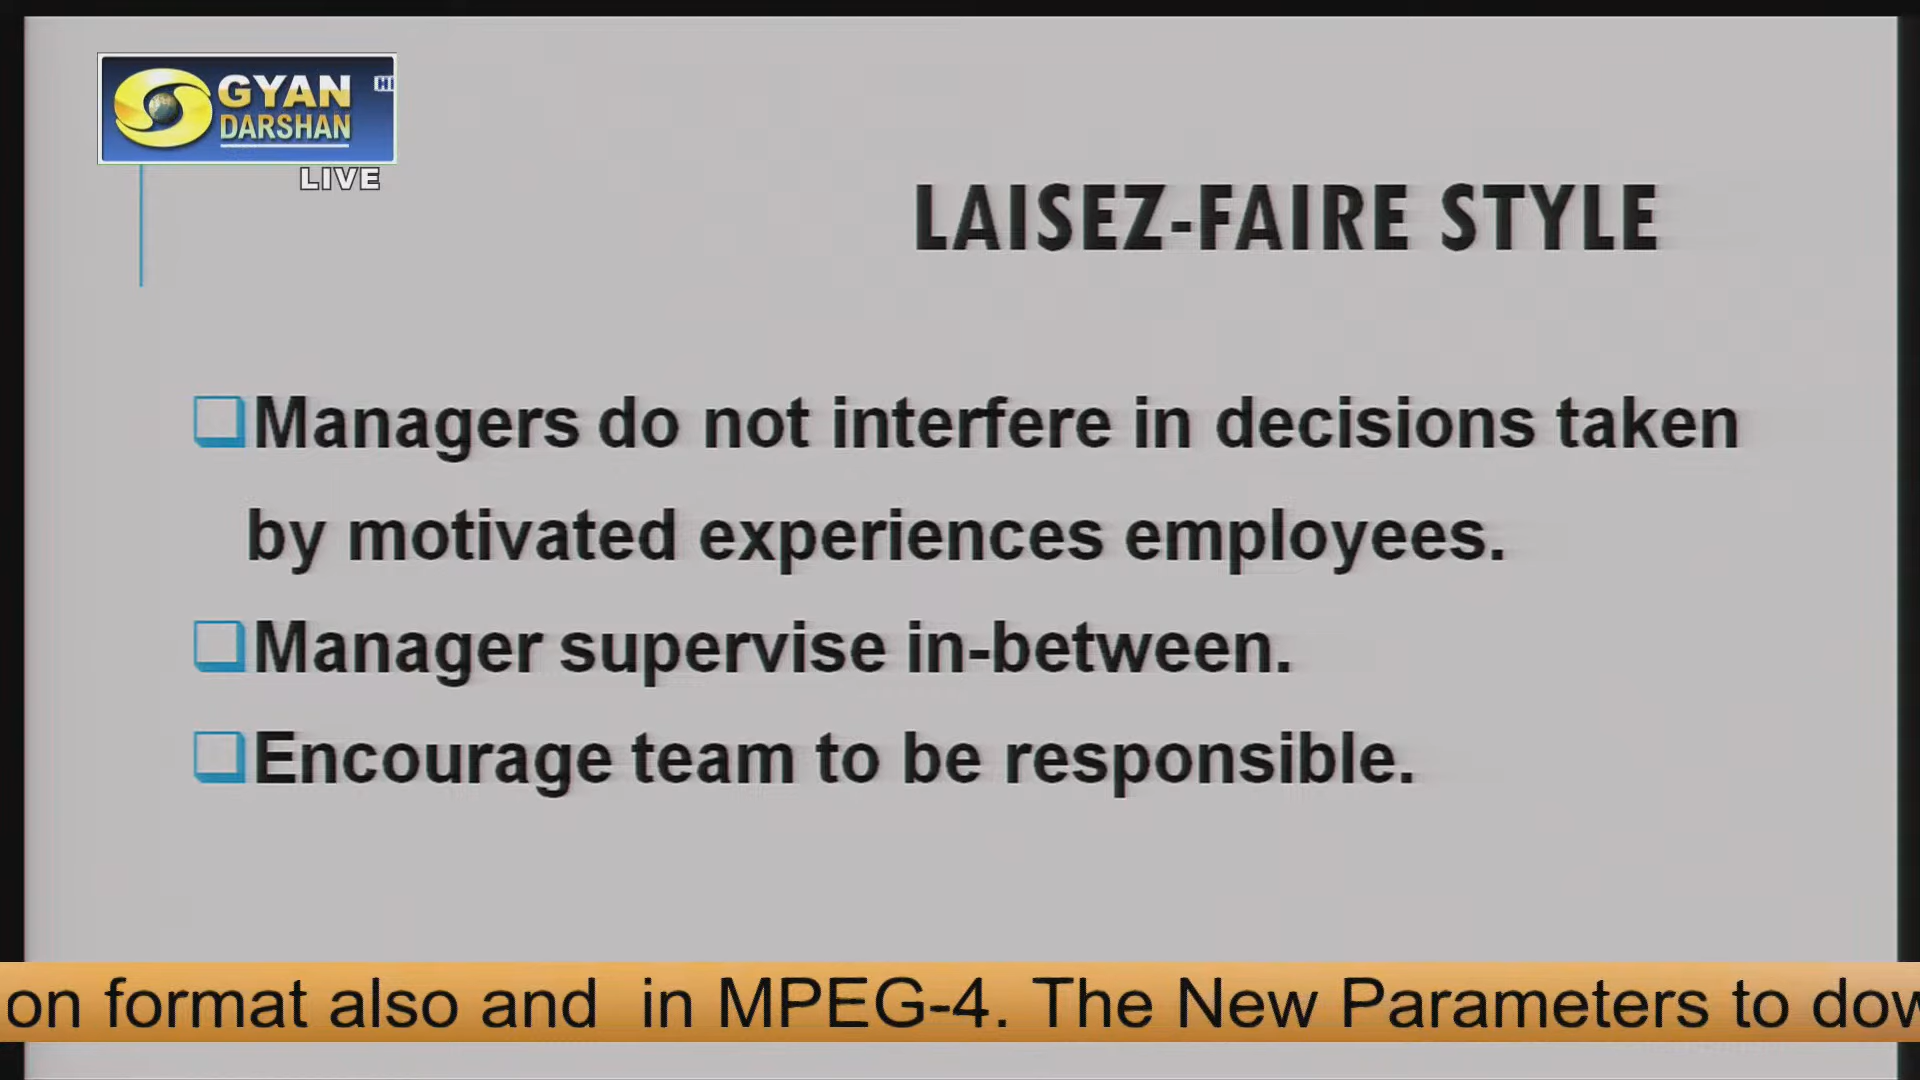 GYAN
DARSHAN
LIVE
LAISEZ-FAIRE STYLE
Managers do not interfere in decisions taken
by motivated experiences employees.
Manager supervise in-between.
Encourage team to be responsible.
on format also and in MPEG-4. The New Parameters to dow